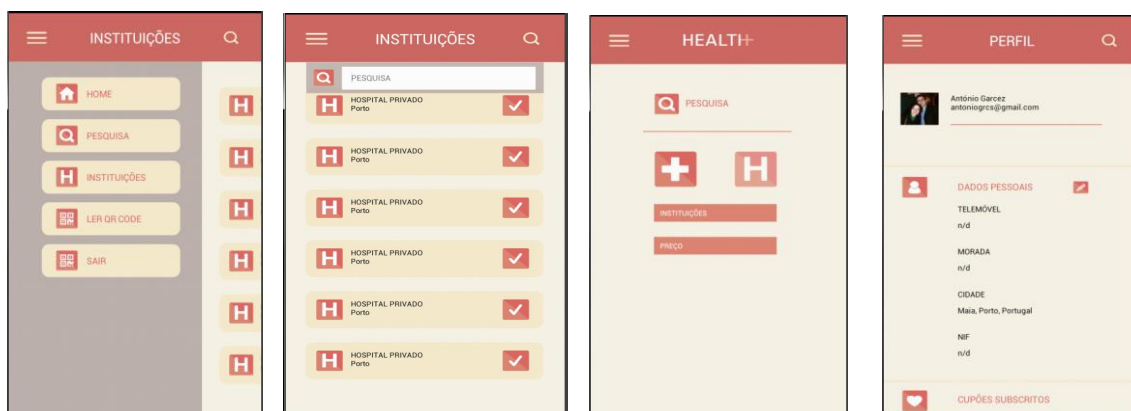 INSTITUIÇÕES
HOME
PESQUISA
H INSTITUIÇÕES
LER QR CODE
SAIR
H
H
H
H
H
H
INSTITUIÇÕES
PESQUISA
H HOSPITAL PRIVADO
Porto
H HOSPITAL PRIVADO
Porto
H HOSPITAL PRIVADO
Porto
H HOSPITAL PRIVADO
Porto
H HOSPITAL PRIVADO
Porto
H HOSPITAL PRIVADO
Porto
HEALTH+
PESQUISA
H
INSTITUIÇÕES
PREÇO
PERFIL
António Garcez
antoniogrcs@gmail.com
DADOS PESSOAIS
TELEMÓVEL
n/d
MORADA
n/d
CIDADE
Maia, Porto, Portugal
NIF
n/d
CUPÕES SUBSCRITOS